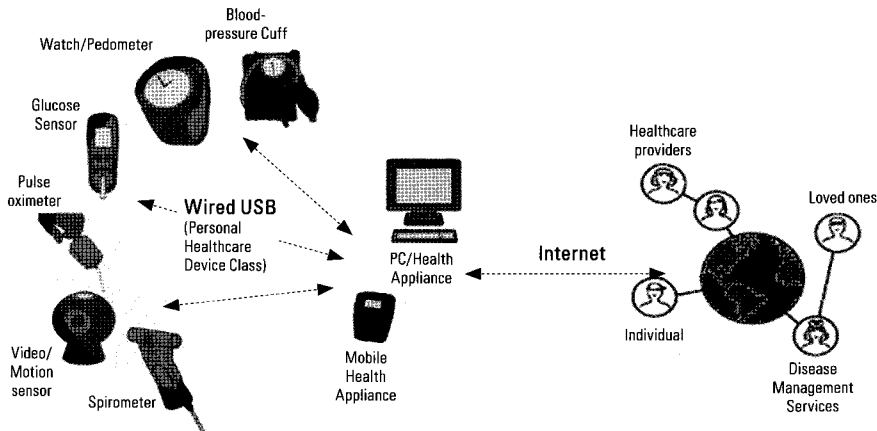 Blood-
pressure Cuff
Watch/Pedometer
Glucose
Sensor
Pulse
oximeter
Wired USB
(Personal
Healthcare
Device Class)
Video/
Motion
sensor
Spirometer
PC/Health
Appliance
Mobile
Health
Appliance
Internet
Healthcare
providers
Loved ones
Individual
Disease
Management
Services